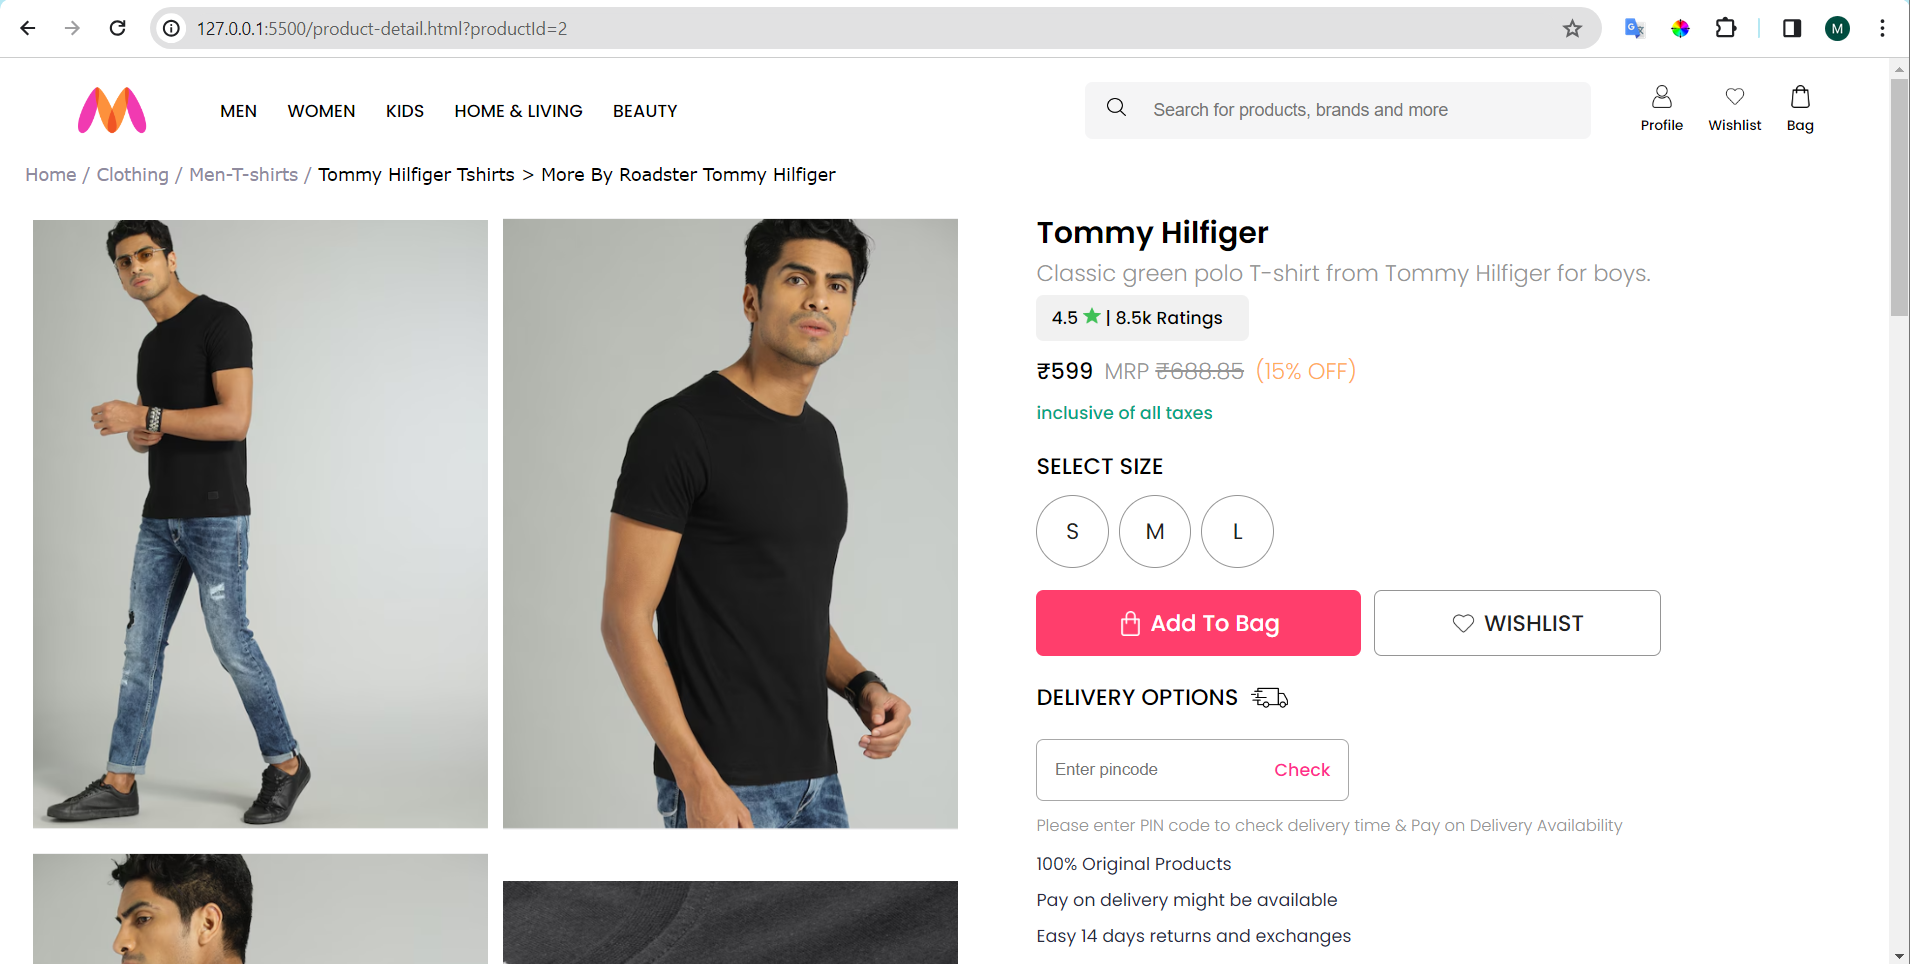 127.0.0.1:5500/product-detail.html?productId=2
M
MEN WOMEN KIDS HOME & LIVING BEAUTY
Search for products, brands and more
Profile Wishlist Bag
Home / Clothing / Men-T-shirts / Tommy Hilfiger Tshirts > More By Roadster Tommy Hilfiger
Tommy Hilfiger
Classic green polo T-shirt from Tommy Hilfiger for boys.
4.5 ★ | 8.5k Ratings
₹599 MRP ₹688.85 (15% OFF)
inclusive of all taxes
SELECT SIZE
S M L
Add To Bag WISHLIST
DELIVERY OPTIONS
Enter pincode Check
Please enter PIN code to check delivery time & Pay on Delivery Availability
100% Original Products
Pay on delivery might be available
Easy 14 days returns and exchanges